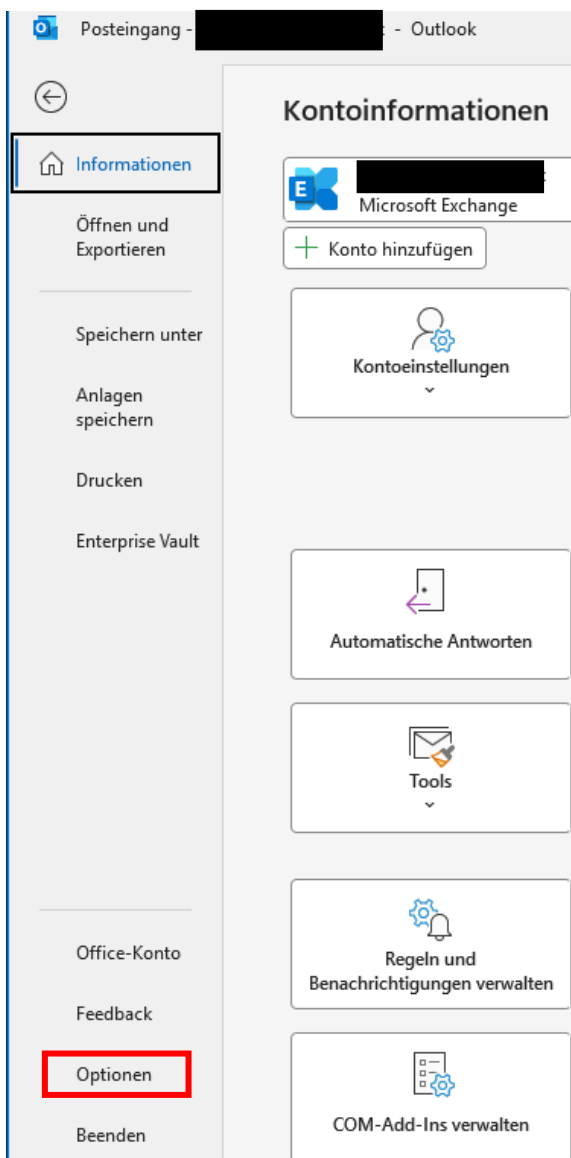 Posteingang - - Outlook
Kontoinformationen
Informationen
Microsoft Exchange
Öffnen und
Exportieren
Konto hinzufügen
Speichern unter
Kontoeinstellungen
Anlagen
speichern
Drucken
Enterprise Vault
Automatische Antworten
Tools
Office-Konto
Regeln und
Benachrichtigungen verwalten
Feedback
Optionen
COM-Add-Ins verwalten
Beenden